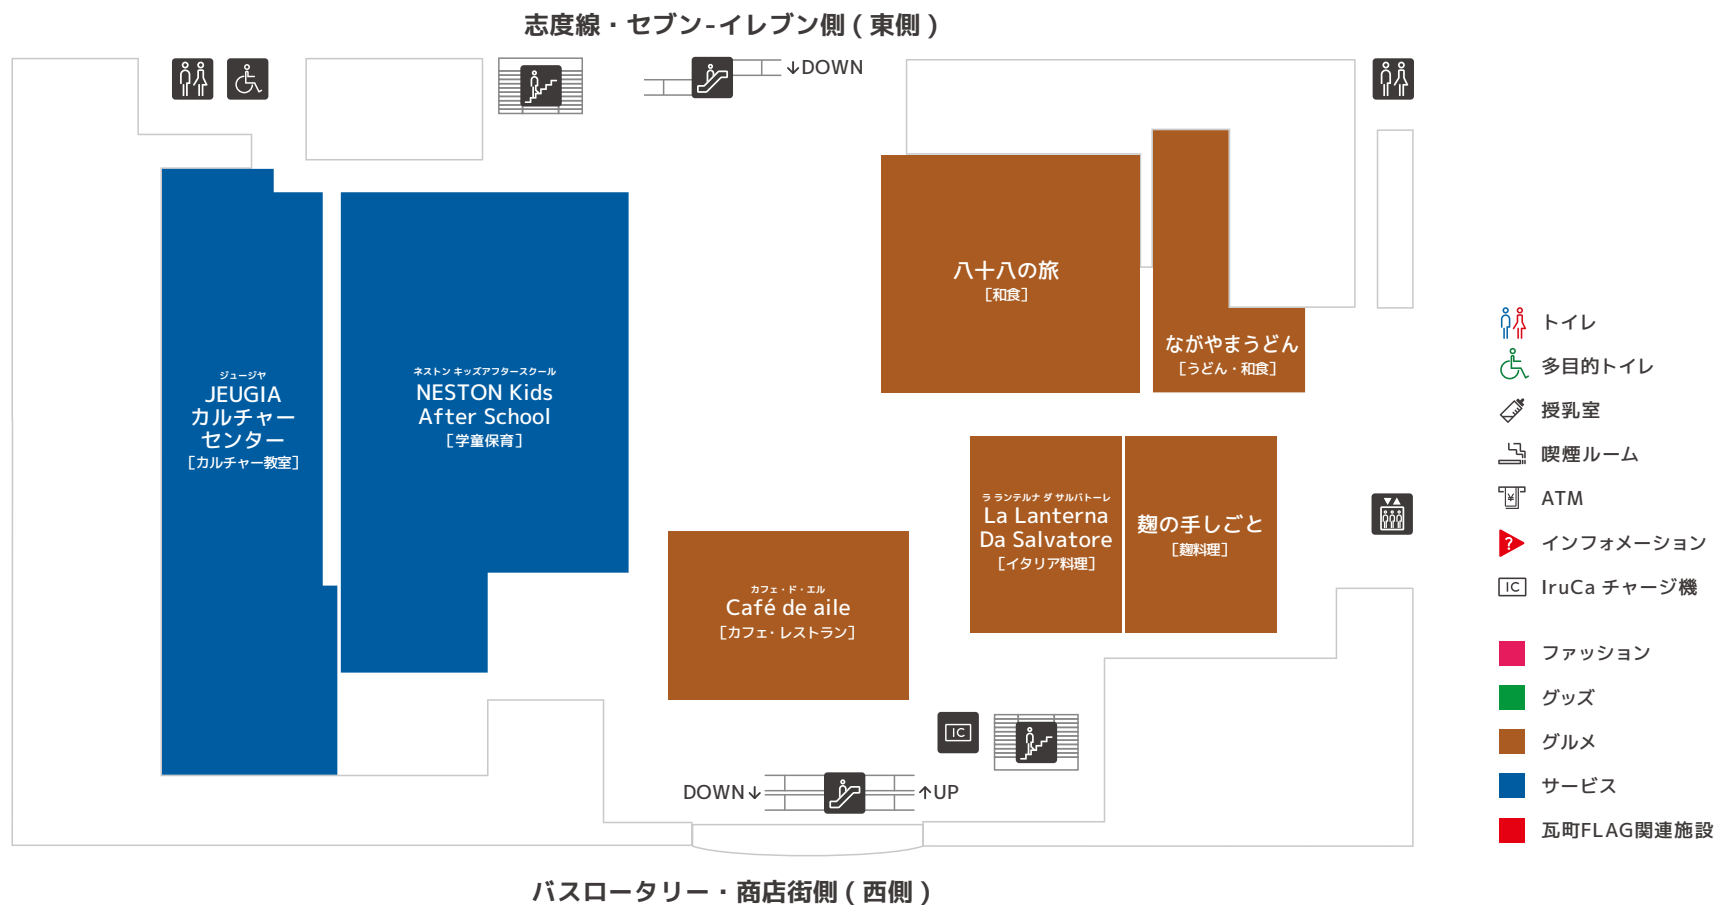 志度線・セブン-イレブン側 ( 東側 )
↓DOWN
八十八の旅
[和食]
ながやまうどん
[うどん・和食]
ジュージヤ
JEUGIA
カルチャー
センター
[カルチャー教室]
ネストン キッズアフタースクール
NESTON Kids
After School
[学童保育]
ラ ランテルナ ダ サルバトーレ
La Lanterna
Da Salvatore
[イタリア料理]
麹の手しごと
[麹料理]
カフェ・ド・エル
Café de aile
[カフェ・レストラン]
IC
DOWN↓
↑UP
バスロータリー・商店街側 ( 西側 )
トイレ
多目的トイレ
授乳室
喫煙ルーム
¥
ATM
?
インフォメーション
IC
IruCa チャージ機
ファッション
グッズ
グルメ
サービス
瓦町FLAG関連施設